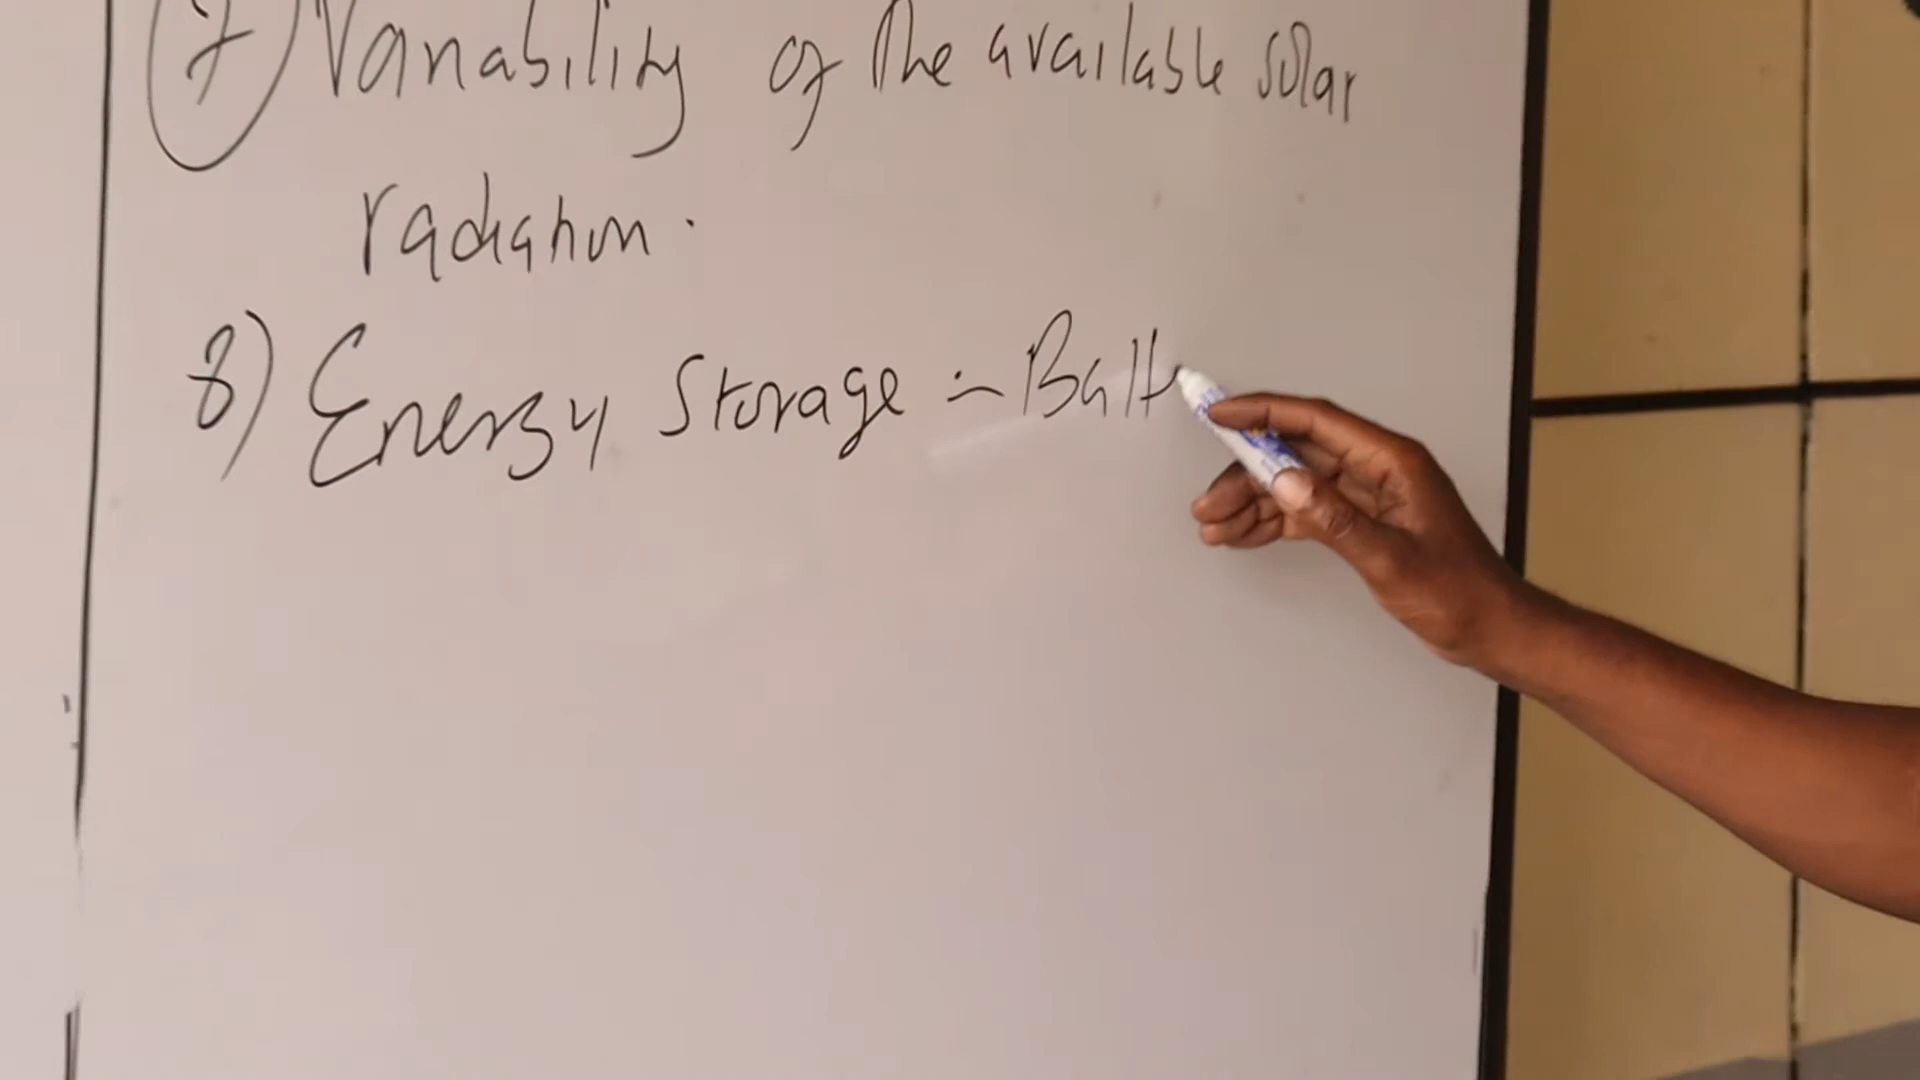 7) Variability of the available solar
radiation.
8) Energy Storage :- Batt